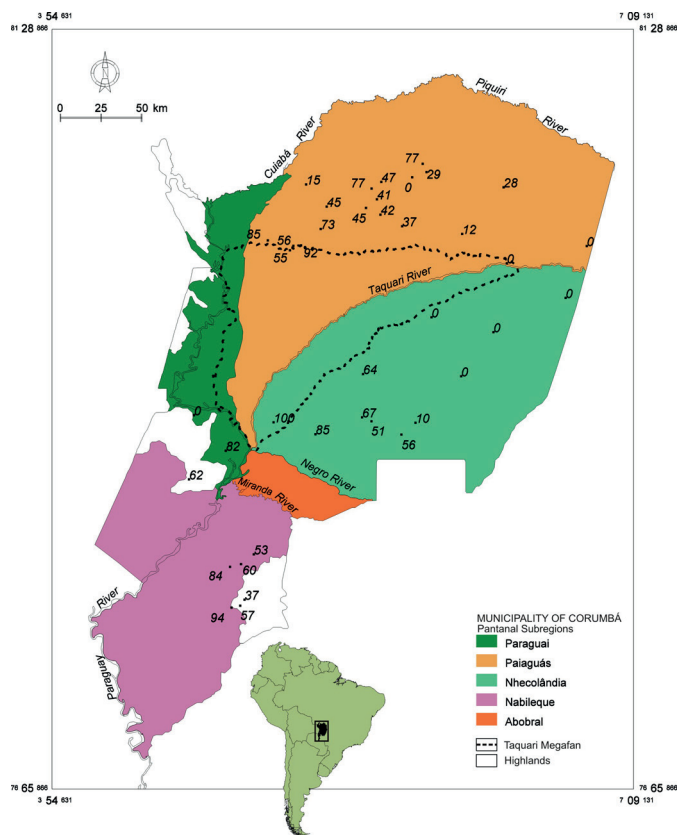 3 54 631
7 09 131
81 28 866
81 28 866
0 25 50 km
Cuiabá River
Piquiri River
77
15
77
47
29
0
28
41
45
45
42
73
37
12
85
56
55
92
0
0
Taquari River
0
0
0
64
0
0
100
67
10
85
51
56
82
Negro River
62
Miranda River
53
84
60
37
94
57
Paraguay River
MUNICIPALITY OF CORUMBÁ
Pantanal Subregions
Paraguai
Paiaguás
Nhecolândia
Nabileque
Abobral
Taquari Megafan
Highlands
76 65 866
76 65 866
3 54 631
7 09 131